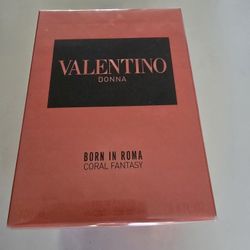 VALENTINO
DONNA
BORN IN ROMA
CORAL FANTASY